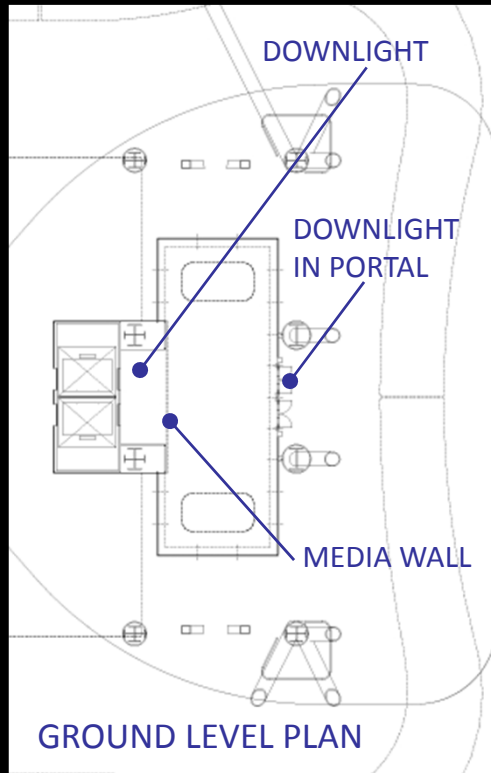 DOWNLIGHT
DOWNLIGHT
IN PORTAL
MEDIA WALL
GROUND LEVEL PLAN